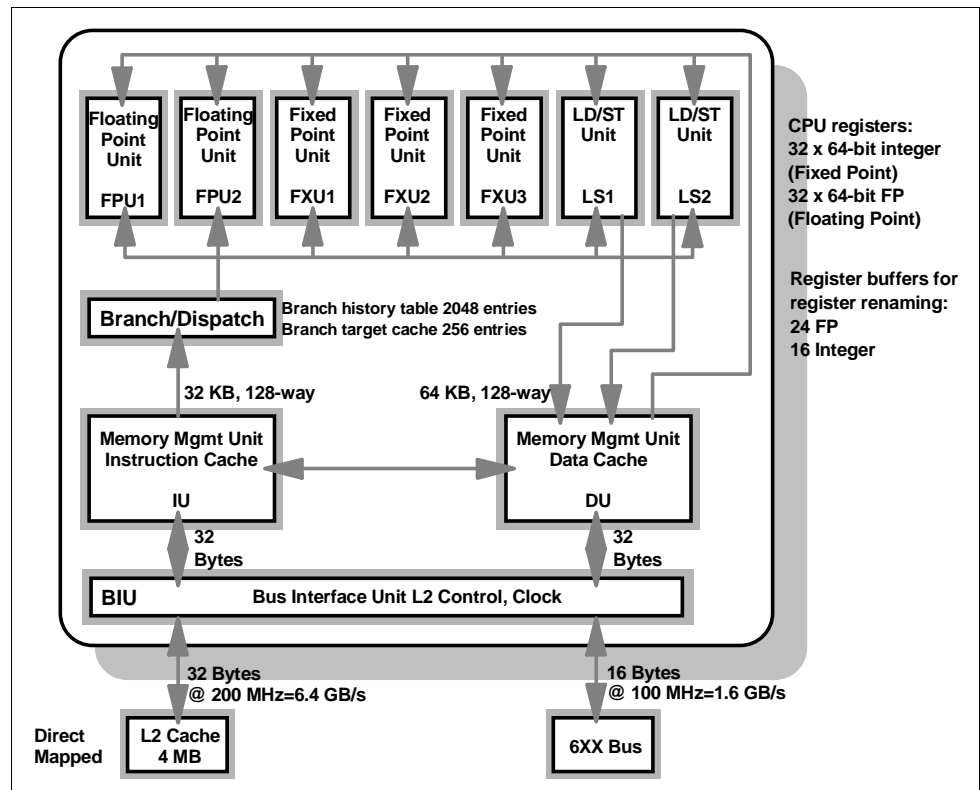 Floating
Point
Unit
FPU1
Floating
Point
Unit
FPU2
Fixed
Point
Unit
FXU1
Fixed
Point
Unit
FXU2
Fixed
Point
Unit
FXU3
LD/ST
Unit
LS1
LD/ST
Unit
LS2
CPU registers:
32 x 64-bit integer
(Fixed Point)
32 x 64-bit FP
(Floating Point)
Register buffers for
register renaming:
24 FP
16 Integer
Branch/Dispatch
Branch history table 2048 entries
Branch target cache 256 entries
32 KB, 128-way
64 KB, 128-way
Memory Mgmt Unit
Instruction Cache
IU
Memory Mgmt Unit
Data Cache
DU
32
Bytes
32
Bytes
BIU
Bus Interface Unit L2 Control, Clock
32 Bytes
@ 200 MHz=6.4 GB/s
16 Bytes
@ 100 MHz=1.6 GB/s
Direct
Mapped
L2 Cache
4 MB
6XX Bus